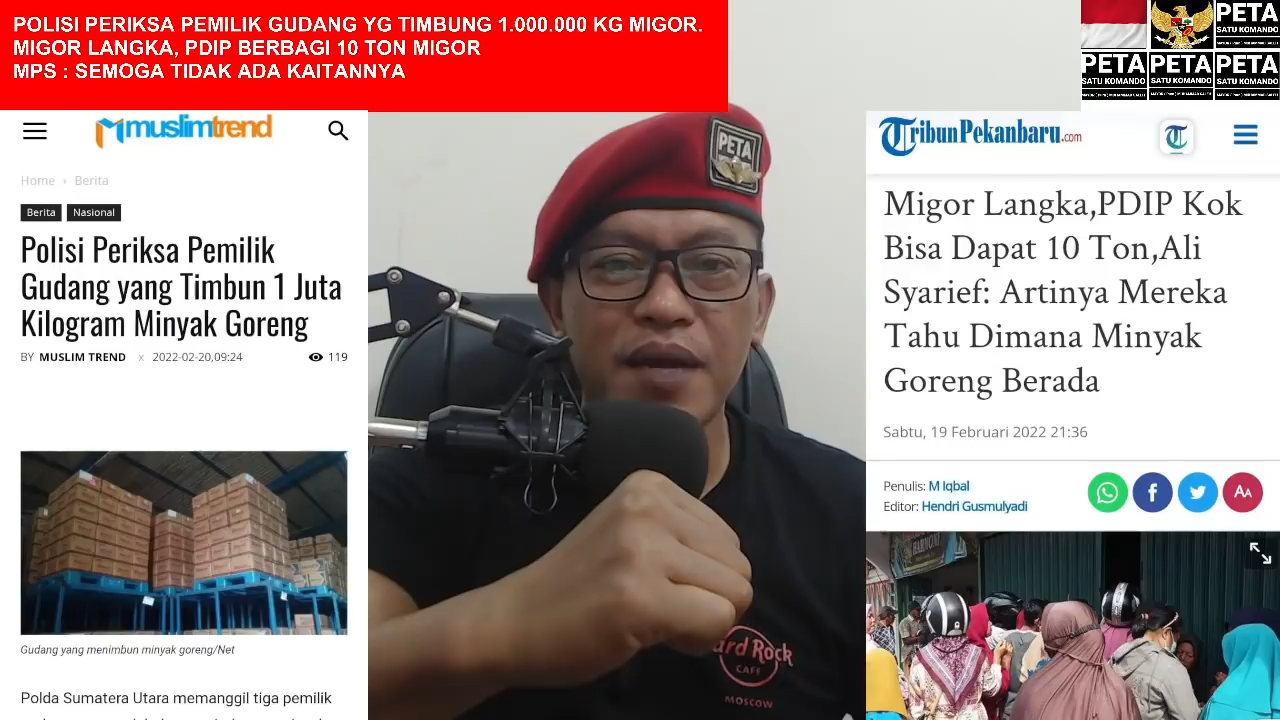 POLISI PERIKSA PEMILIK GUDANG YG TIMBUNG 1.000.000 KG MIGOR.
MIGOR LANGKA, PDIP BERBAGI 10 TON MIGOR
MPS : SEMOGA TIDAK ADA KAITANNYA
PETA
SATU KOMANDO
PETA
SATU KOMANDO
PETA
SATU KOMANDO
PETA
SATU KOMANDO
muslimtrend
Home › Berita
Berita Nasional
Polisi Periksa Pemilik
Gudang yang Timbun 1 Juta
Kilogram Minyak Goreng
BY MUSLIM TREND x 2022-02-20,09:24 119
Gudang yang menimbun minyak goreng/Net
Polda Sumatera Utara memanggil tiga pemilik
PETA
Hard Rock
CAFE
MOSCOW
TribunPekanbaru.com
Migor Langka,PDIP Kok
Bisa Dapat 10 Ton,Ali
Syarief: Artinya Mereka
Tahu Dimana Minyak
Goreng Berada
Sabtu, 19 Februari 2022 21:36
Penulis: M Iqbal
Editor: Hendri Gusmulyadi
AA
HARMONI